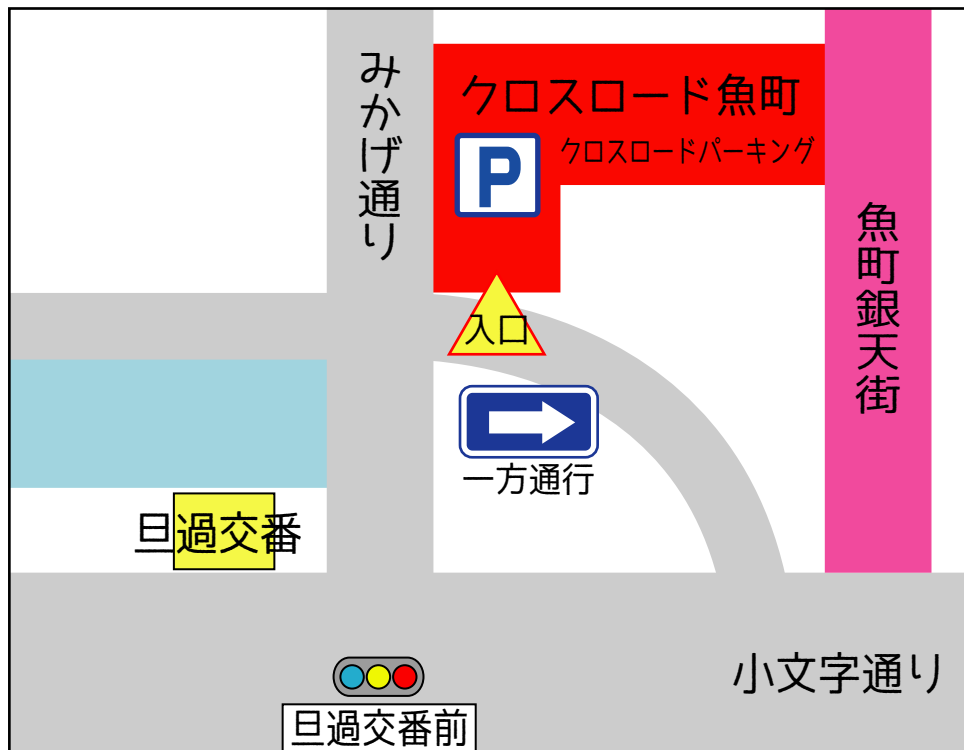 みかげ通り
クロスロード魚町
クロスロードパーキング
P
魚町銀天街
入口
一方通行
旦過交番
小文字通り
旦過交番前